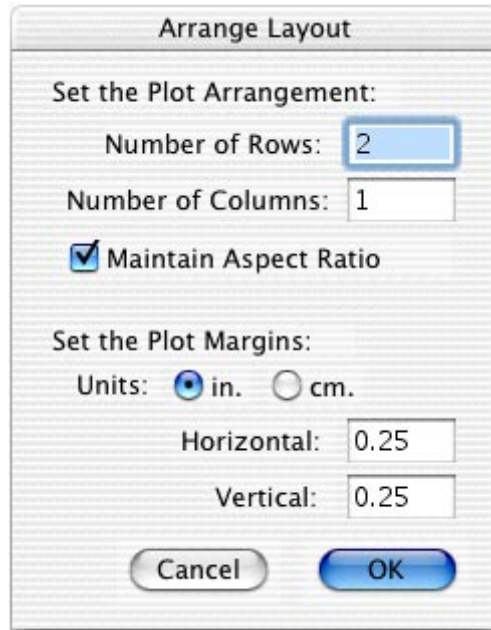 Arrange Layout
Set the Plot Arrangement:
Number of Rows: 2
Number of Columns: 1
Maintain Aspect Ratio
Set the Plot Margins:
Units: in. cm.
Horizontal: 0.25
Vertical: 0.25
Cancel OK